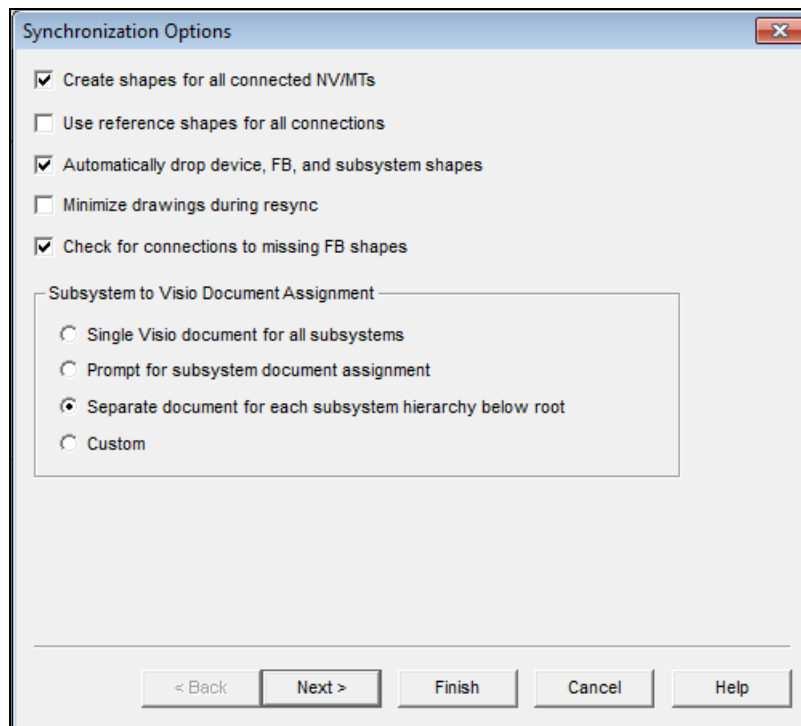 Synchronization Options
Create shapes for all connected NV/MTs
Use reference shapes for all connections
Automatically drop device, FB, and subsystem shapes
Minimize drawings during resync
Check for connections to missing FB shapes
Subsystem to Visio Document Assignment
Single Visio document for all subsystems
Prompt for subsystem document assignment
Separate document for each subsystem hierarchy below root
Custom
< Back Next > Finish Cancel Help